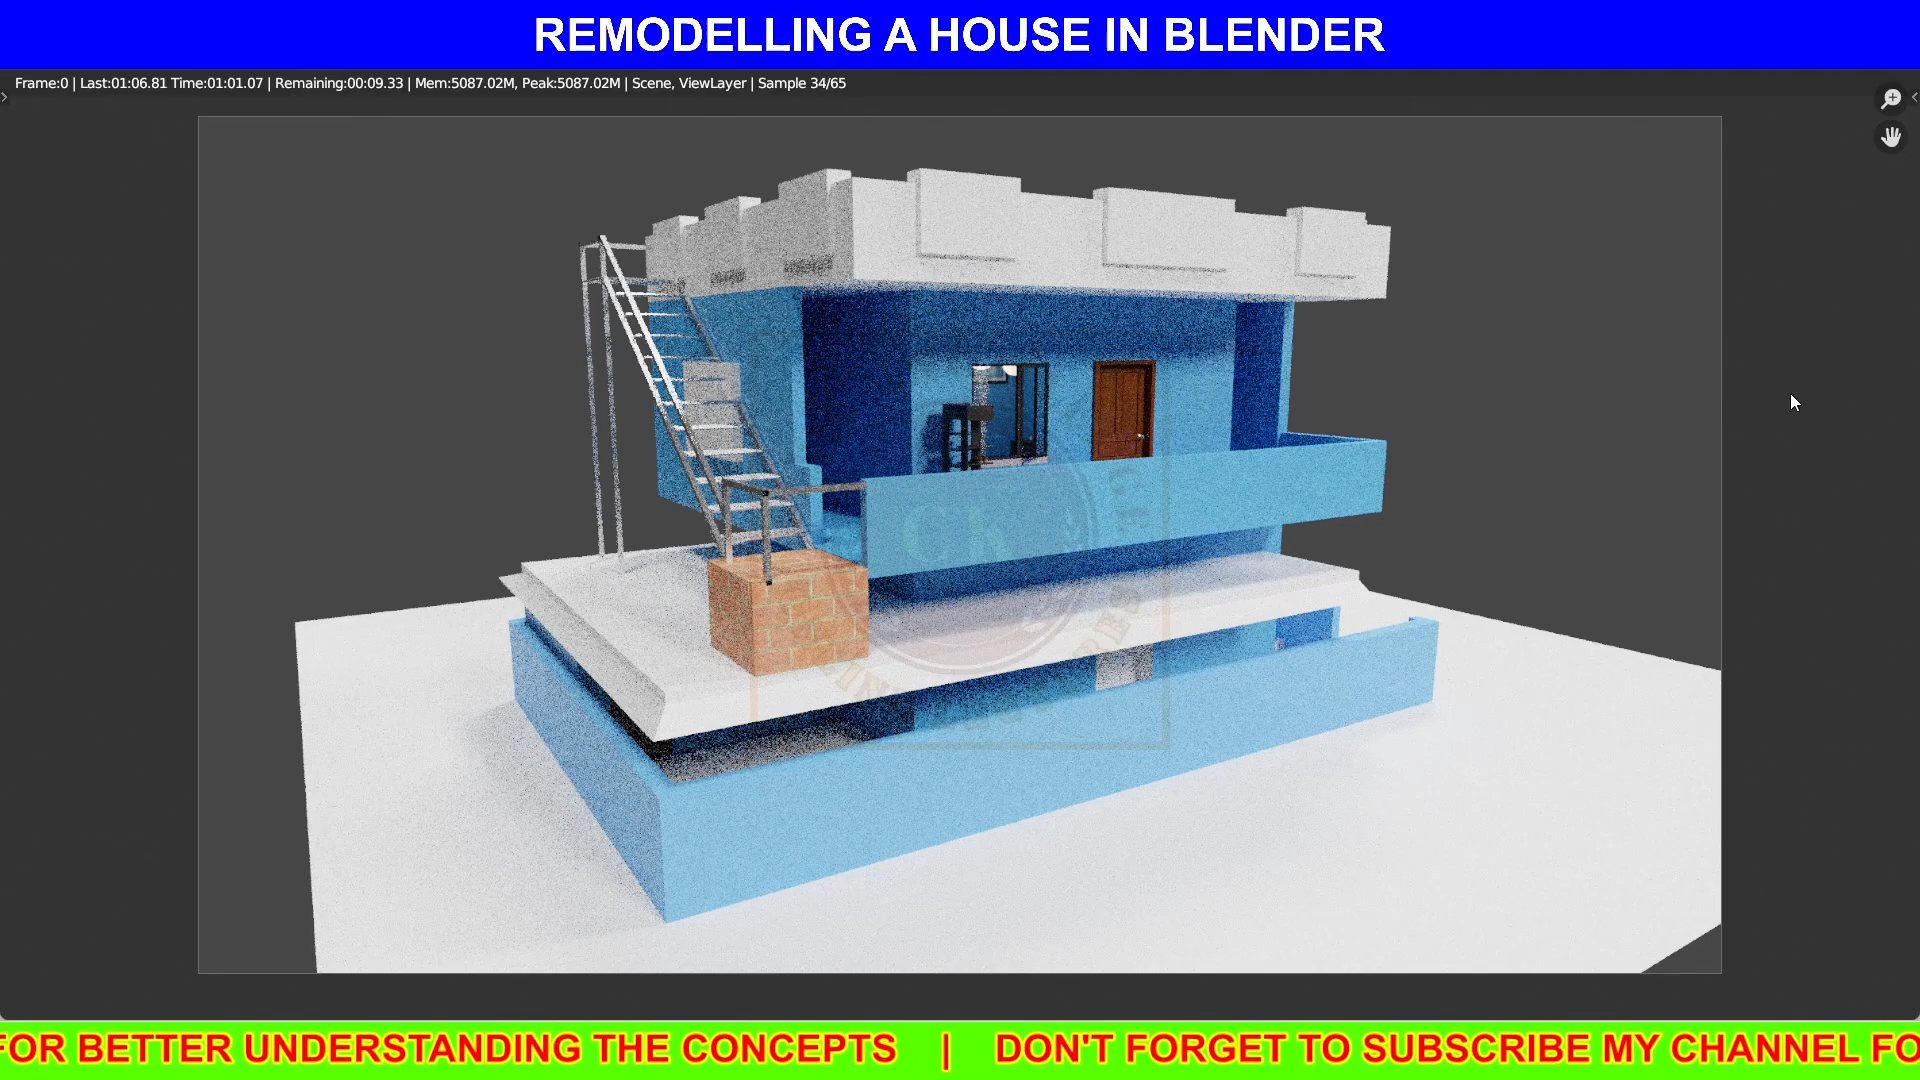 REMODELLING A HOUSE IN BLENDER
Frame:0 | Last:01:06.81 Time:01:01.07 | Remaining:00:09.33 | Mem:5087.02M, Peak:5087.02M | Scene, ViewLayer | Sample 34/65
FOR BETTER UNDERSTANDING THE CONCEPTS | DON'T FORGET TO SUBSCRIBE MY CHANNEL FO